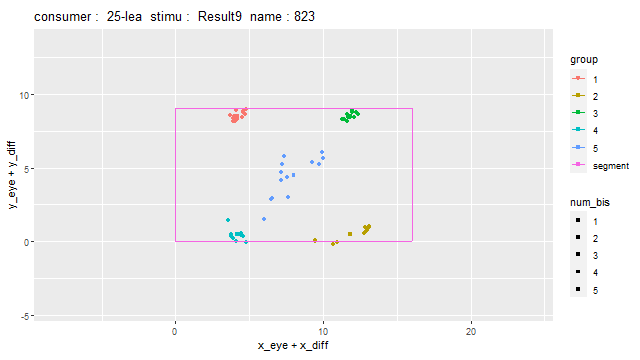 consumer :  25-lea  stimu :  Result9  name : 823
y_eye + y_diff
10
5
0
-5
0
10
20
x_eye + x_diff
group
1
2
3
4
5
segment
num_bis
1
2
3
4
5